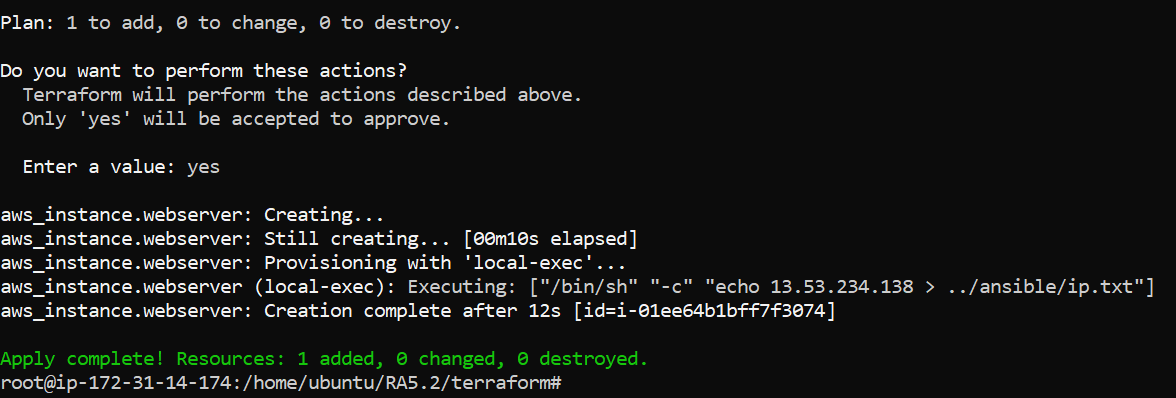 Plan: 1 to add, 0 to change, 0 to destroy.
Do you want to perform these actions?
Terraform will perform the actions described above.
Only 'yes' will be accepted to approve.
Enter a value: yes
aws_instance.webserver: Creating...
aws_instance.webserver: Still creating... [00m10s elapsed]
aws_instance.webserver: Provisioning with 'local-exec'...
aws_instance.webserver (local-exec): Executing: ["/bin/sh" "-c" "echo 13.53.234.138 > ../ansible/ip.txt"]
aws_instance.webserver: Creation complete after 12s [id=i-01ee64b1bff7f3074]
Apply complete! Resources: 1 added, 0 changed, 0 destroyed.
root@ip-172-31-14-174:/home/ubuntu/RA5.2/terraform#